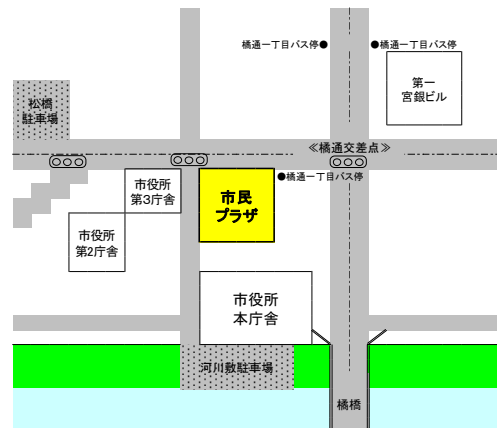 橘通一丁目バス停●
●橘通一丁目バス停
第一
宮銀ビル
松橋
駐車場
≪橘通交差点≫
●橘通一丁目バス停
市役所
第3庁舎
市民
プラザ
市役所
第2庁舎
市役所
本庁舎
河川敷駐車場
橘橋